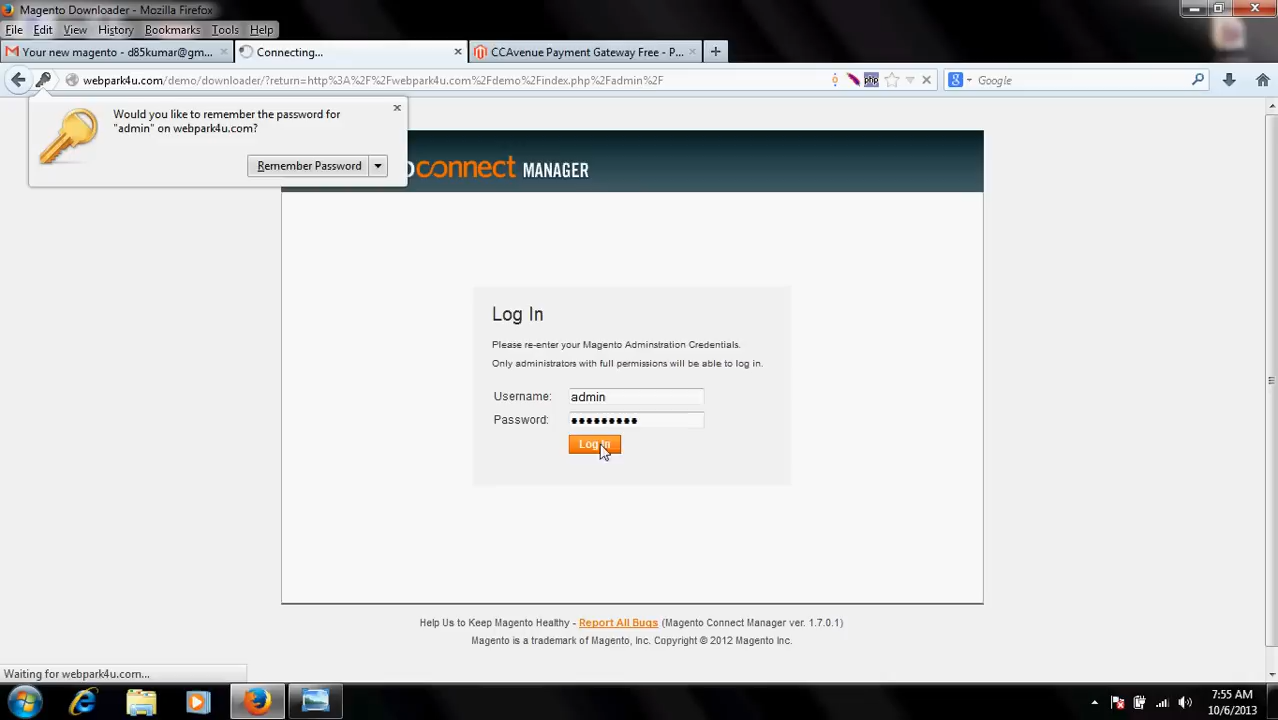 Magento Downloader - Mozilla Firefox
File Edit View History Bookmarks Tools Help
Your new magento - d85kumar@gm...
Connecting...
CCAvenue Payment Gateway Free - P...
webpark4u.com/demo/downloader/?return=http%3A%2F%2Fwebpark4u.com%2Fdemo%2Findex.php%2Fadmin%2F
php
Google
Would you like to remember the password for
"admin" on webpark4u.com?
Remember Password
connect MANAGER
Log In
Please re-enter your Magento Adminstration Credentials.
Only administrators with full permissions will be able to log in.
Username: admin
Password: •••••••••
Log In
Help Us to Keep Magento Healthy - Report All Bugs (Magento Connect Manager ver. 1.7.0.1)
Magento is a trademark of Magento, Inc. Copyright © 2012 Magento Inc.
Waiting for webpark4u.com...
7:55 AM
10/6/2013